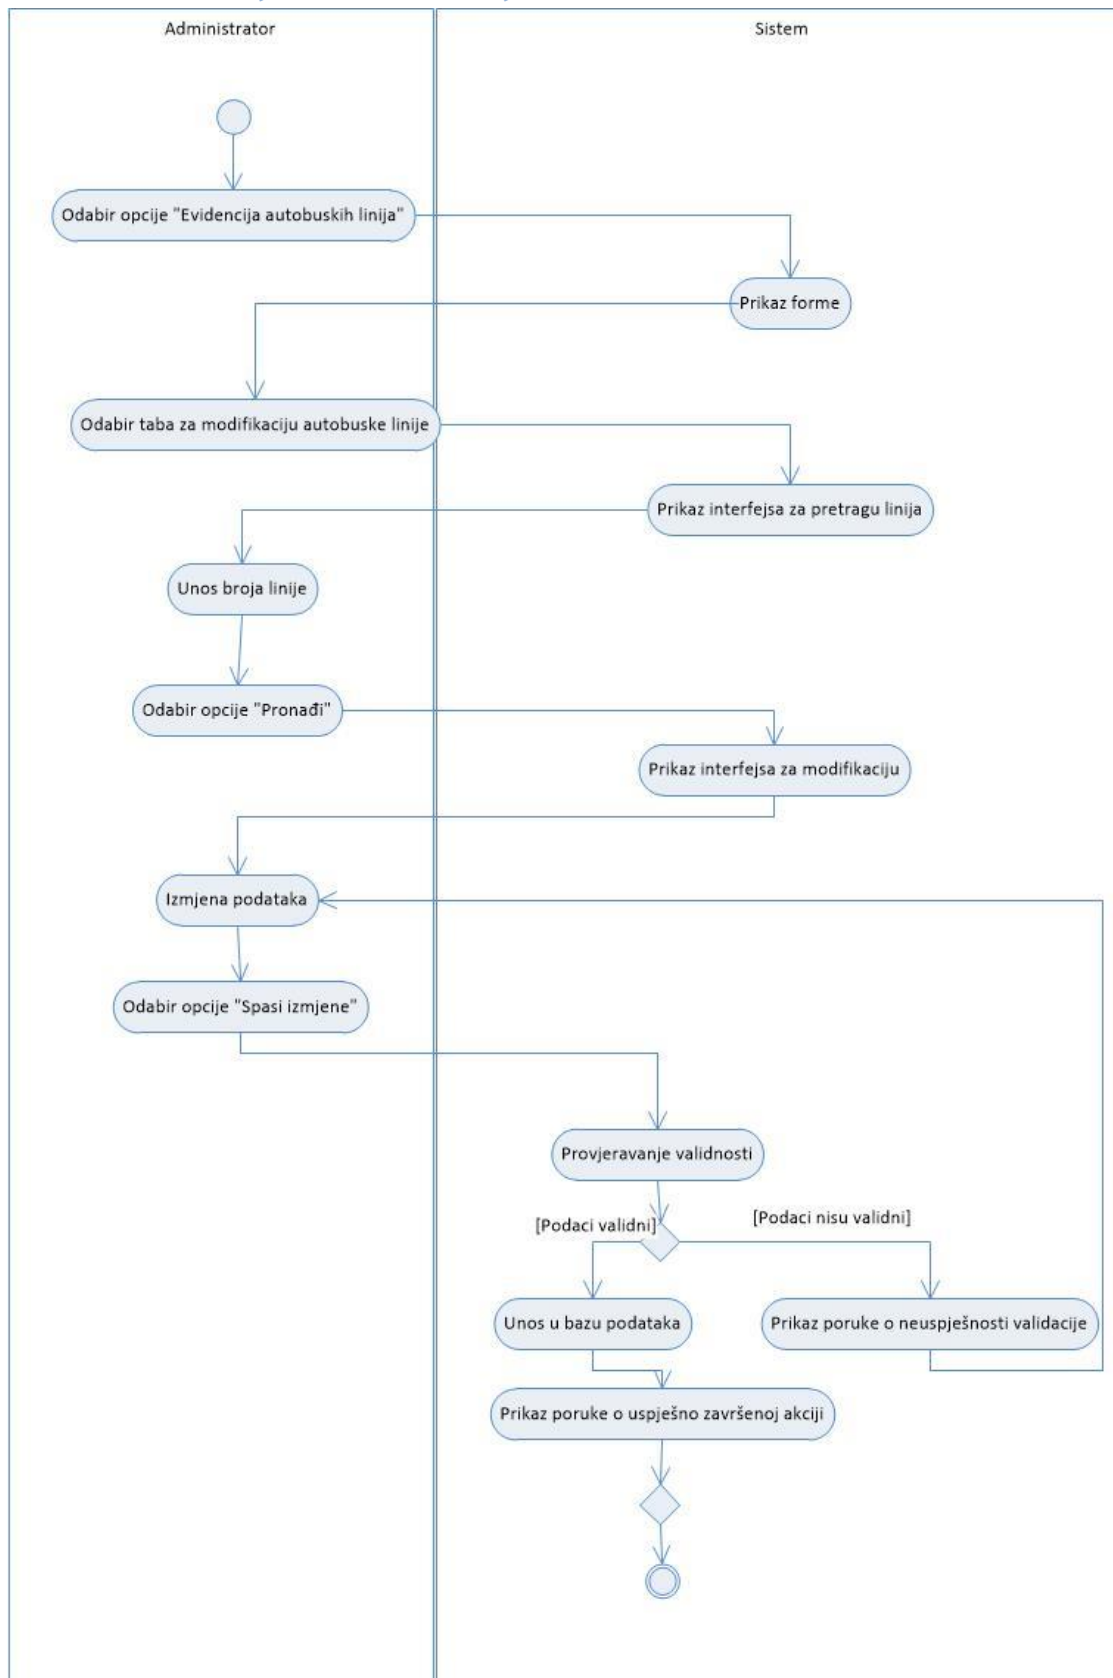 Administrator
Sistem
Odabir opcije "Evidencija autobuskih linija"
Prikaz forme
Odabir taba za modifikaciju autobuske linije
Prikaz interfejsa za pretragu linija
Unos broja linije
Odabir opcije "Pronađi"
Prikaz interfejsa za modifikaciju
Izmjena podataka
Odabir opcije "Spasi izmjene"
Provjeravanje validnosti
[Podaci validni]
[Podaci nisu validni]
Unos u bazu podataka
Prikaz poruke o neuspješnosti validacije
Prikaz poruke o uspješno završenoj akciji